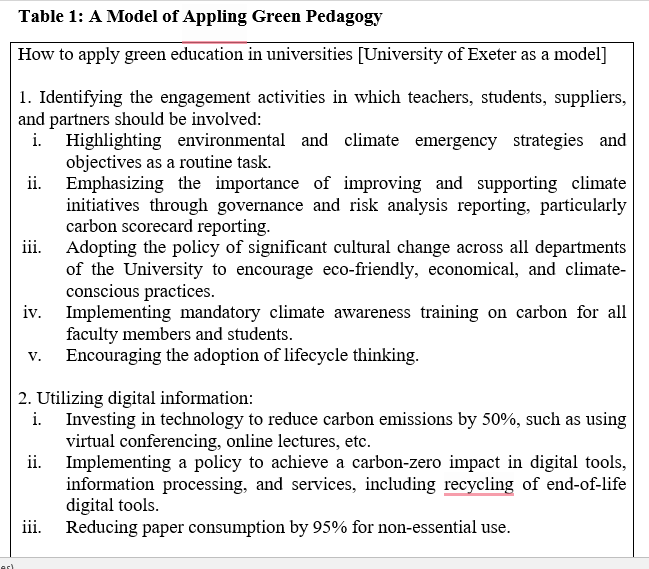 Table 1: A Model of Appling Green Pedagogy
How to apply green education in universities [University of Exeter as a model]
1. Identifying the engagement activities in which teachers, students, suppliers,
and partners should be involved:
i. Highlighting environmental and climate emergency strategies and
objectives as a routine task.
ii. Emphasizing the importance of improving and supporting climate
initiatives through governance and risk analysis reporting, particularly
carbon scorecard reporting.
iii. Adopting the policy of significant cultural change across all departments
of the University to encourage eco-friendly, economical, and climate-
conscious practices.
iv. Implementing mandatory climate awareness training on carbon for all
faculty members and students.
v. Encouraging the adoption of lifecycle thinking.
2. Utilizing digital information:
i. Investing in technology to reduce carbon emissions by 50%, such as using
virtual conferencing, online lectures, etc.
ii. Implementing a policy to achieve a carbon-zero impact in digital tools,
information processing, and services, including recycling of end-of-life
digital tools.
iii. Reducing paper consumption by 95% for non-essential use.